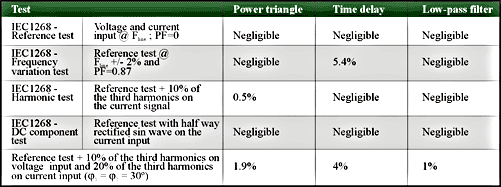 Test Power triangle Time delay Low-pass filter
IEC1268 - Voltage and current
Reference test input @ Fline ; PF=0 Negligible Negligible Negligible
IEC1268 - Reference test @
Frequency Fline +/- 2% and Negligible 5.4% Negligible
variation test PF=0.87
IEC1268 - Reference test + 10% of
Harmonic test the third harmonics on 0.5% Negligible Negligible
the current signal
IEC1268 - Reference test with half way
DC component rectified sin wave on the Negligible Negligible Negligible
test current input
Reference test + 10% of the third harmonics on
voltage input and 20% of the third harmonics 1.9% 4% 1%
on current input (φ = φ = 30º)